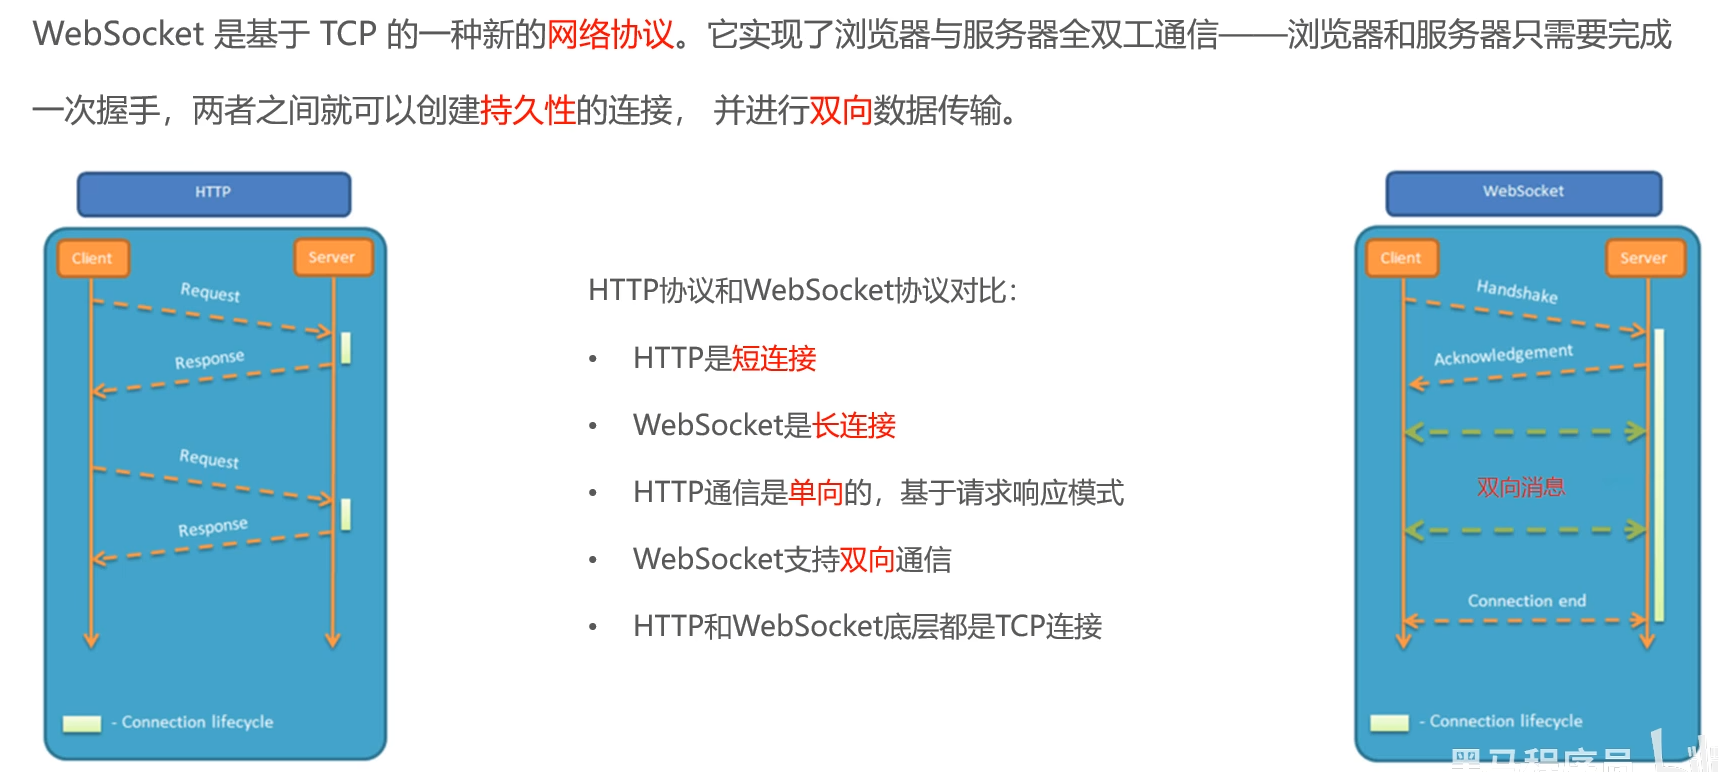 WebSocket 是基于 TCP 的一种新的网络协议。它实现了浏览器与服务器全双工通信——浏览器和服务器只需要完成
一次握手，两者之间就可以创建持久性的连接， 并进行双向数据传输。
HTTP
Client
Server
Request
Response
Request
Response
- Connection lifecycle
HTTP协议和WebSocket协议对比：
• HTTP是短连接
• WebSocket是长连接
• HTTP通信是单向的，基于请求响应模式
• WebSocket支持双向通信
• HTTP和WebSocket底层都是TCP连接
WebSocket
Client
Server
Handshake
Acknowledgement
双向消息
Connection end
- Connection lifecycle
黑马程序员